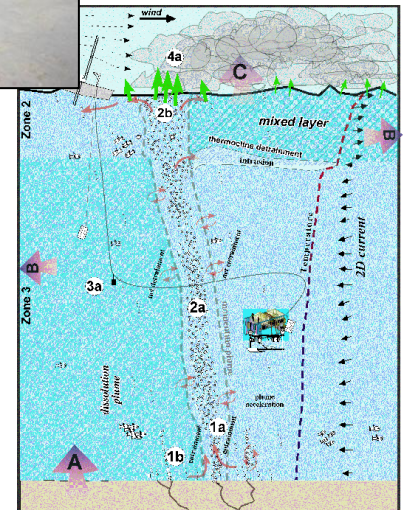 wind
4a
C
2b
Zone 2
mixed layer
thermocline detrainment
intrusion
B
B
Temperature
2D current
3a
Zone 3
2a
dissolution
plume
plume
acceleration
1a
1b
A